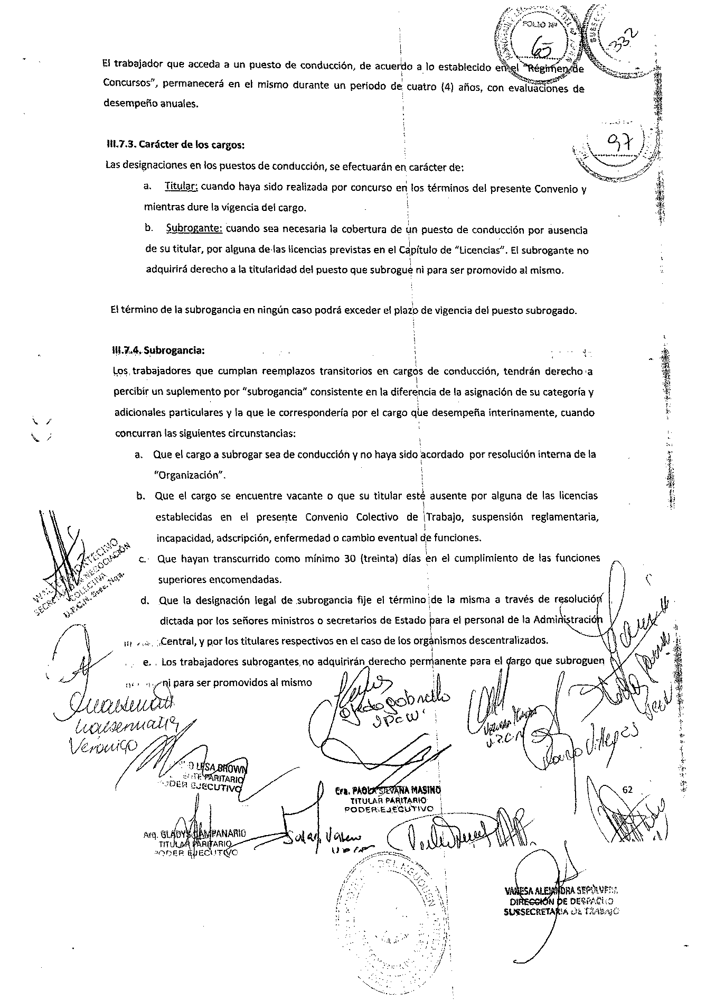 FOLIO Nº
65
332
El trabajador que acceda a un puesto de conducción, de acuerdo a lo establecido en el "Régimen de
Concursos", permanecerá en el mismo durante un periodo de cuatro (4) años, con evaluaciones de
desempeño anuales.
97
III.7.3. Carácter de los cargos:
Las designaciones en los puestos de conducción, se efectuarán en carácter de:
a. Titular: cuando haya sido realizada por concurso en los términos del presente Convenio y
mientras dure la vigencia del cargo.
b. Subrogante: cuando sea necesaria la cobertura de un puesto de conducción por ausencia
de su titular, por alguna de las licencias previstas en el Capítulo de "Licencias". El subrogante no
adquirirá derecho a la titularidad del puesto que subrogue ni para ser promovido al mismo.
El término de la subrogancia en ningún caso podrá exceder el plazo de vigencia del puesto subrogado.
III.7.4. Subrogancia:
Los trabajadores que cumplan reemplazos transitorios en cargos de conducción, tendrán derecho a
percibir un suplemento por "subrogancia" consistente en la diferencia de la asignación de su categoría y
adicionales particulares y la que le correspondería por el cargo que desempeña interinamente, cuando
concurran las siguientes circunstancias:
a. Que el cargo a subrogar sea de conducción y no haya sido acordado por resolución interna de la
"Organización".
b. Que el cargo se encuentre vacante o que su titular esté ausente por alguna de las licencias
establecidas en el presente Convenio Colectivo de Trabajo, suspensión reglamentaria,
incapacidad, adscripción, enfermedad o cambio eventual de funciones.
c. Que hayan transcurrido como mínimo 30 (treinta) días en el cumplimiento de las funciones
superiores encomendadas.
d. Que la designación legal de subrogancia fije el término de la misma a través de resolución
dictada por los señores ministros o secretarios de Estado para el personal de la Administración
Central, y por los titulares respectivos en el caso de los organismos descentralizados.
e. Los trabajadores subrogantes no adquirirán derecho permanente para el cargo que subroguen
ni para ser promovidos al mismo
WALTER MONTECINO
SECRETARIO DE NEGOCIACIÓN
COLECTIVA
Verónica
LESA BROWN
PARITARIO
PODER EJECUTIVO
Cra. PAOLA SILVANA MASINO
TITULAR PARITARIO
PODER EJECUTIVO
62
Arq. GLADYS CAMPANARIO
TITULAR PARITARIO
PODER EJECUTIVO
VANESA ALEJANDRA SEPÚLVEDA
DIRECCIÓN DE DESPACHO
SUBSECRETARIA DE TRABAJO